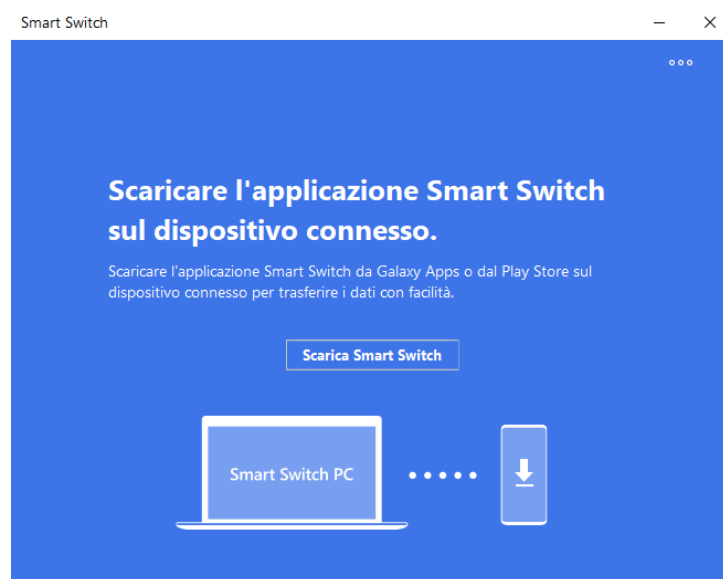 Smart Switch
Scaricare l'applicazione Smart Switch
sul dispositivo connesso.
Scaricare l'applicazione Smart Switch da Galaxy Apps o dal Play Store sul
dispositivo connesso per trasferire i dati con facilità.
Scarica Smart Switch
Smart Switch PC